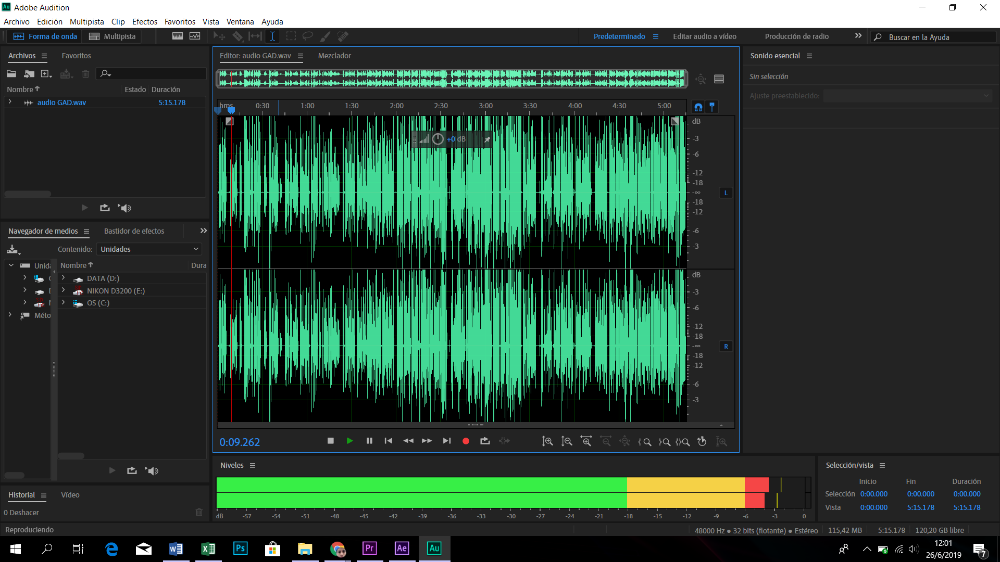 Adobe Audition
Archivo Edición Multipista Clip Efectos Favoritos Vista Ventana Ayuda
Forma de onda Multipista Predeterminado Editar audio a vídeo Producción de radio Buscar en la Ayuda
Archivos Favoritos
Nombre Estado Duración
audio GAD.wav 5:15.178
Navegador de medios Bastidor de efectos
Contenido: Unidades
Unida
Méto
Nombre Dura
DATA (D:)
NIKON D3200 (E:)
OS (C:)
Historial Vídeo
0 Deshacer
Reproduciendo
Editor: audio GAD.wav Mezclador
hms 0:30 1:00 1:30 2:00 2:30 3:00 3:30 4:00 4:30 5:00
+0 dB
dB
-3
-6
-12
-18
-∞
-18
-12
-6
-3
L
dB
-3
-6
-12
-18
-∞
-18
-12
-6
-3
R
0:09.262
Niveles
dB -57 -54 -51 -48 -45 -42 -39 -36 -33 -30 -27 -24 -21 -18 -15 -12 -9 -6 -3 0
Sonido esencial
Sin selección
Ajuste preestablecido:
Selección/vista
Inicio Fin Duración
Selección 0:00.000 0:00.000 0:00.000
Vista 0:00.000 5:15.178 5:15.178
48000 Hz ● 32 bits (flotante) ● Estéreo 115,42 MB 5:15.178 120,20 GB libre
Ps Pr Ae Au
12:01
26/6/2019
7